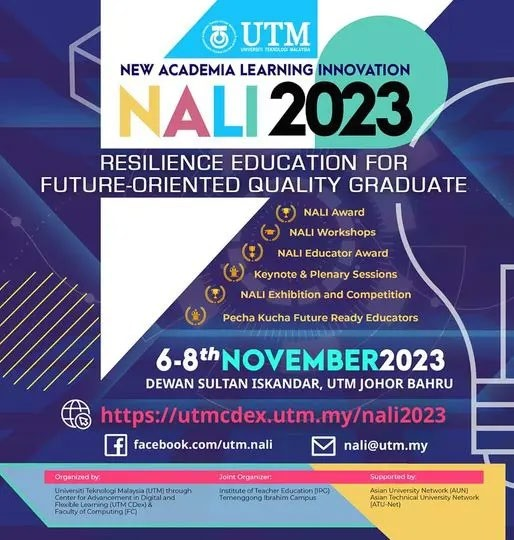 UTM
UNIVERSITI TEKNOLOGI MALAYSIA
NEW ACADEMIA LEARNING INNOVATION
NALI 2023
RESILIENCE EDUCATION FOR
FUTURE-ORIENTED QUALITY GRADUATE
NALI Award
NALI Workshops
NALI Educator Award
Keynote & Plenary Sessions
NALI Exhibition and Competition
Pecha Kucha Future Ready Educators
6-8th NOVEMBER 2023
DEWAN SULTAN ISKANDAR, UTM JOHOR BAHRU
https://utmcdex.utm.my/nali2023
facebook.com/utm.nali
nali@utm.my
Organized by:
Universiti Teknologi Malaysia (UTM) through
Center for Advancement in Digital and
Flexible Learning (UTM CDex) &
Faculty of Computing (FC)
Joint Organizer:
Institute of Teacher Education (IPG)
Temenggong Ibrahim Campus
Supported by:
Asian University Network (AUN)
Asian Technical University Network
(ATU-Net)